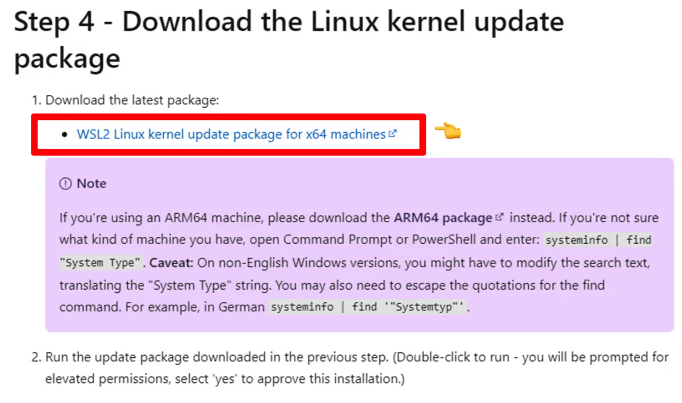 Step 4 - Download the Linux kernel update
package
1. Download the latest package:
• WSL2 Linux kernel update package for x64 machines
Note
If you're using an ARM64 machine, please download the ARM64 package instead. If you're not sure
what kind of machine you have, open Command Prompt or PowerShell and enter: systeminfo | find
"System Type". Caveat: On non-English Windows versions, you might have to modify the search text,
translating the "System Type" string. You may also need to escape the quotations for the find
command. For example, in German systeminfo | find '"Systemtyp"'.
2. Run the update package downloaded in the previous step. (Double-click to run - you will be prompted for
elevated permissions, select 'yes' to approve this installation.)